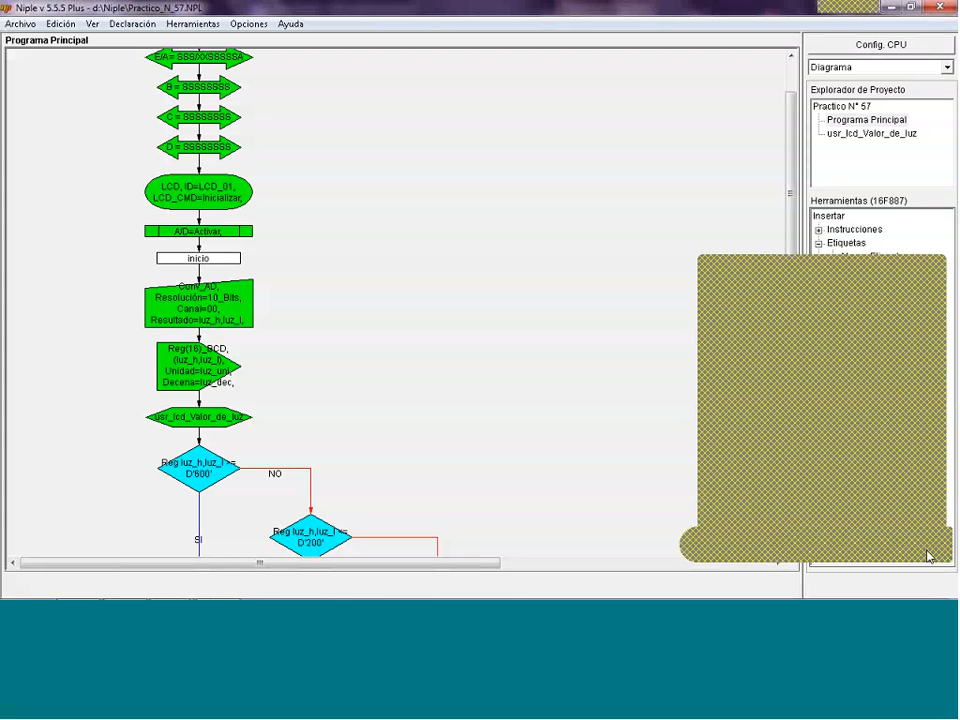 Niple v 5.5.5 Plus - d:\Niple\Practico_N_57.NPL
Archivo Edición Ver Declaración Herramientas Opciones Ayuda
Programa Principal
E/A= SSS/XXSSSSSA
B = SSSSSSSS
C = SSSSSSSS
D = SSSSSSSS
LCD, ID=LCD_01,
LCD_CMD=Inicializar,
A/D=Activar,
inicio
Conv_AD,
Resolución=10_Bits,
Canal=00,
Resultado=luz_h,luz_l,
Reg(16)_BCD,
(luz_h,luz_l),
Unidad=luz_uni,
Decena=luz_dec,
usr_lcd_Valor_de_luz
Reg luz_h,luz_l >=
D'600'
NO
SI
Reg luz_h,luz_l <=
D'200'
Config. CPU
Diagrama
Explorador de Proyecto
Practico N° 57
Programa Principal
usr_lcd_Valor_de_luz
Herramientas (16F887)
Insertar
Instrucciones
Etiquetas